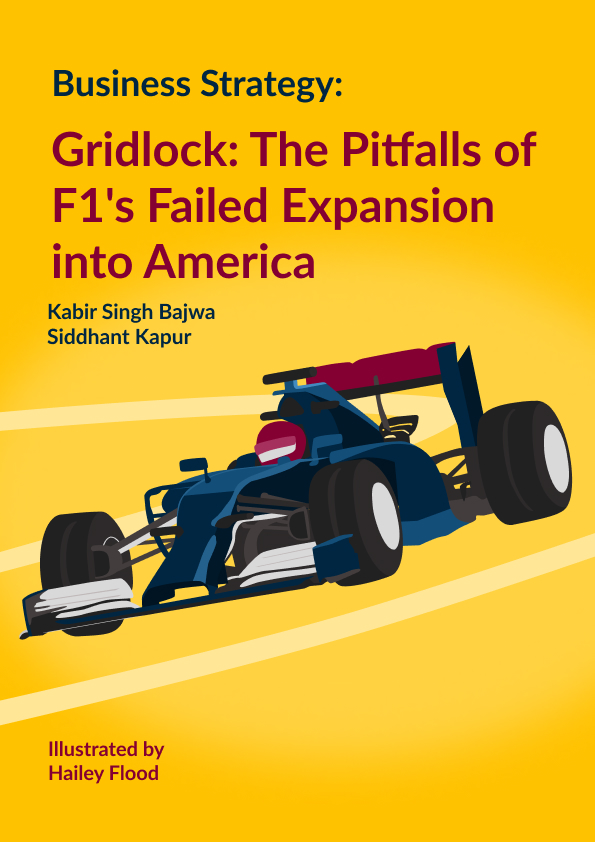 Business Strategy:
Gridlock: The Pitfalls of
F1's Failed Expansion
into America
Kabir Singh Bajwa
Siddhant Kapur
Illustrated by
Hailey Flood